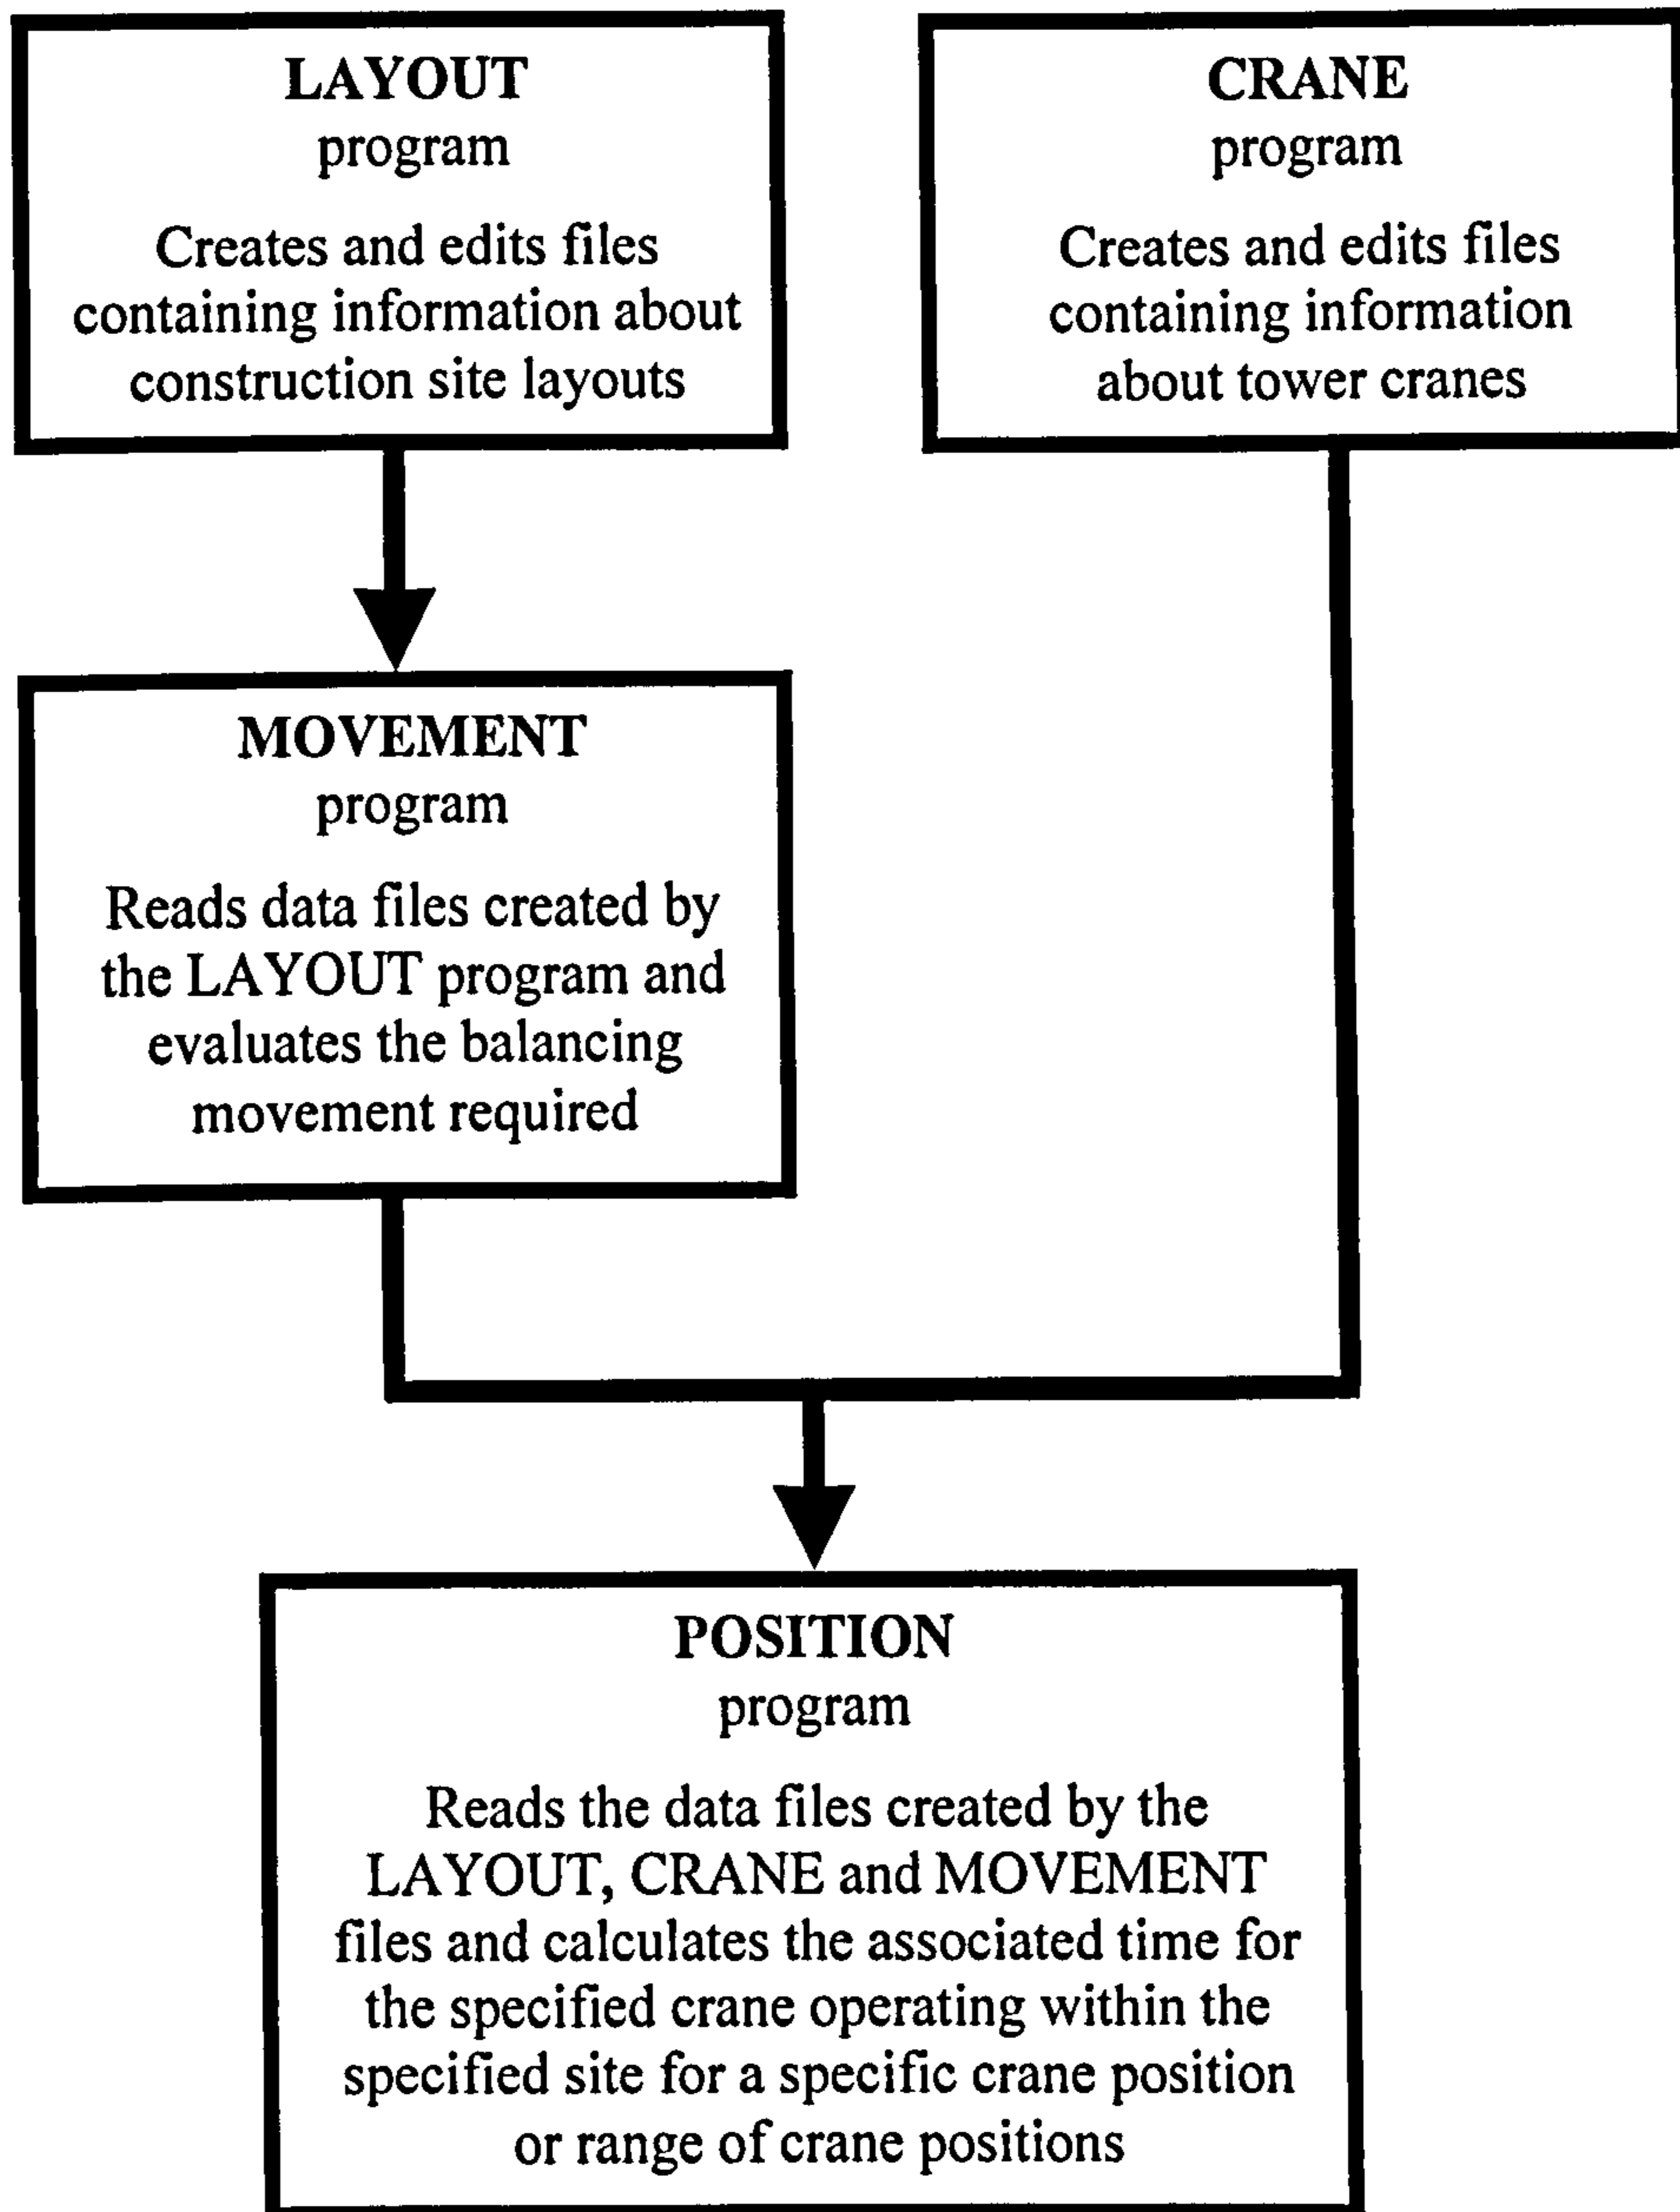 LAYOUT
program
Creates and edits files
containing information about
construction site layouts
CRANE
program
Creates and edits files
containing information
about tower cranes
MOVEMENT
program
Reads data files created by
the LAYOUT program and
evaluates the balancing
movement required
POSITION
program
Reads the data files created by the
LAYOUT, CRANE and MOVEMENT
files and calculates the associated time for
the specified crane operating within the
specified site for a specific crane position
or range of crane positions